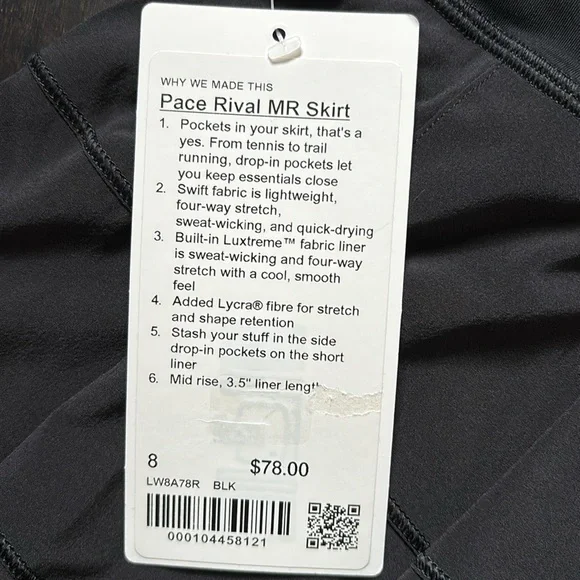 WHY WE MADE THIS
Pace Rival MR Skirt
1. Pockets in your skirt, that's a
yes. From tennis to trail
running, drop-in pockets let
you keep essentials close
2. Swift fabric is lightweight,
four-way stretch,
sweat-wicking, and quick-drying
3. Built-in Luxtreme™ fabric liner
is sweat-wicking and four-way
stretch with a cool, smooth
feel
4. Added Lycra® fibre for stretch
and shape retention
5. Stash your stuff in the side
drop-in pockets on the short
liner
6. Mid rise, 3.5" liner length
8 $78.00
LW8A78R BLK
000104458121